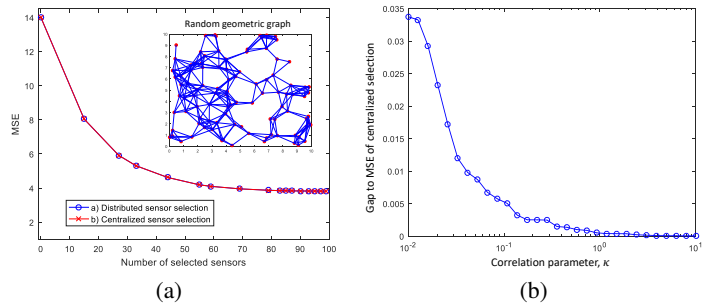 Random geometric graph
14
12
10
8
6
4
2
MSE
10
9
8
7
6
5
4
3
2
1
0
0 1 2 3 4 5 6 7 8 9 10
a) Distributed sensor selection
b) Centralized sensor selection
0 10 20 30 40 50 60 70 80 90 100
Number of selected sensors
(a)
0.035
0.03
0.025
0.02
0.015
0.01
0.005
0
Gap to MSE of centralized selection
10^-2 10^-1 10^0 10^1
Correlation parameter, κ
(b)